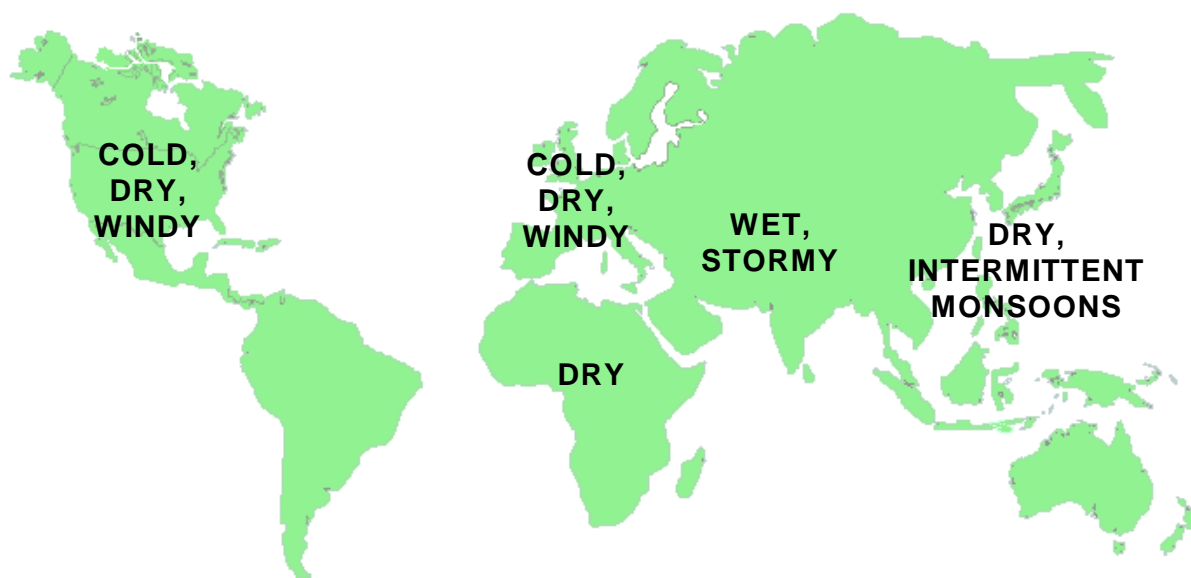 COLD,
DRY,
WINDY
COLD,
DRY,
WINDY
WET,
STORMY
DRY,
INTERMITTENT
MONSOONS
DRY